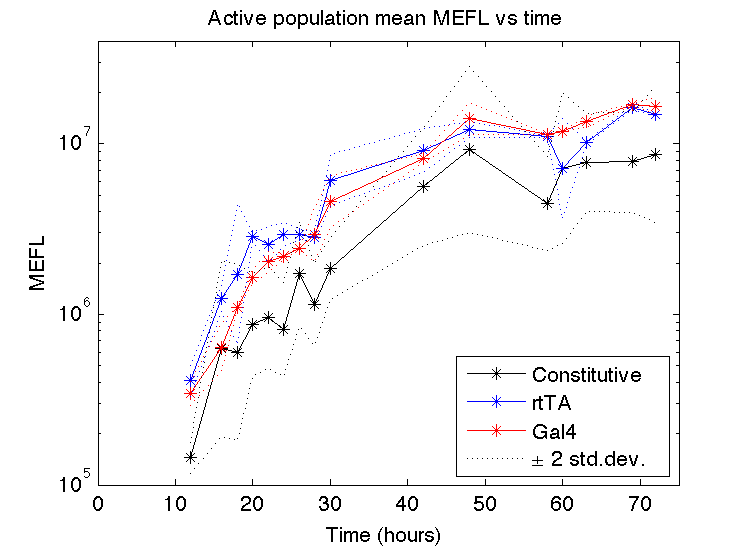 Active population mean MEFL vs time
MEFL
10^7
10^6
10^5
0 10 20 30 40 50 60 70
Time (hours)
Constitutive
rtTA
Gal4
± 2 std.dev.